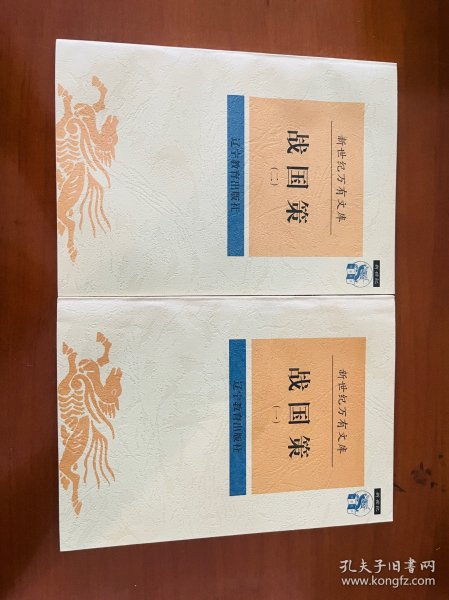 新世纪万有文库
战国策
(二)
辽宁教育出版社
新世纪万有文库
战国策
(一)
辽宁教育出版社
孔夫子旧书网
www.kongfz.com